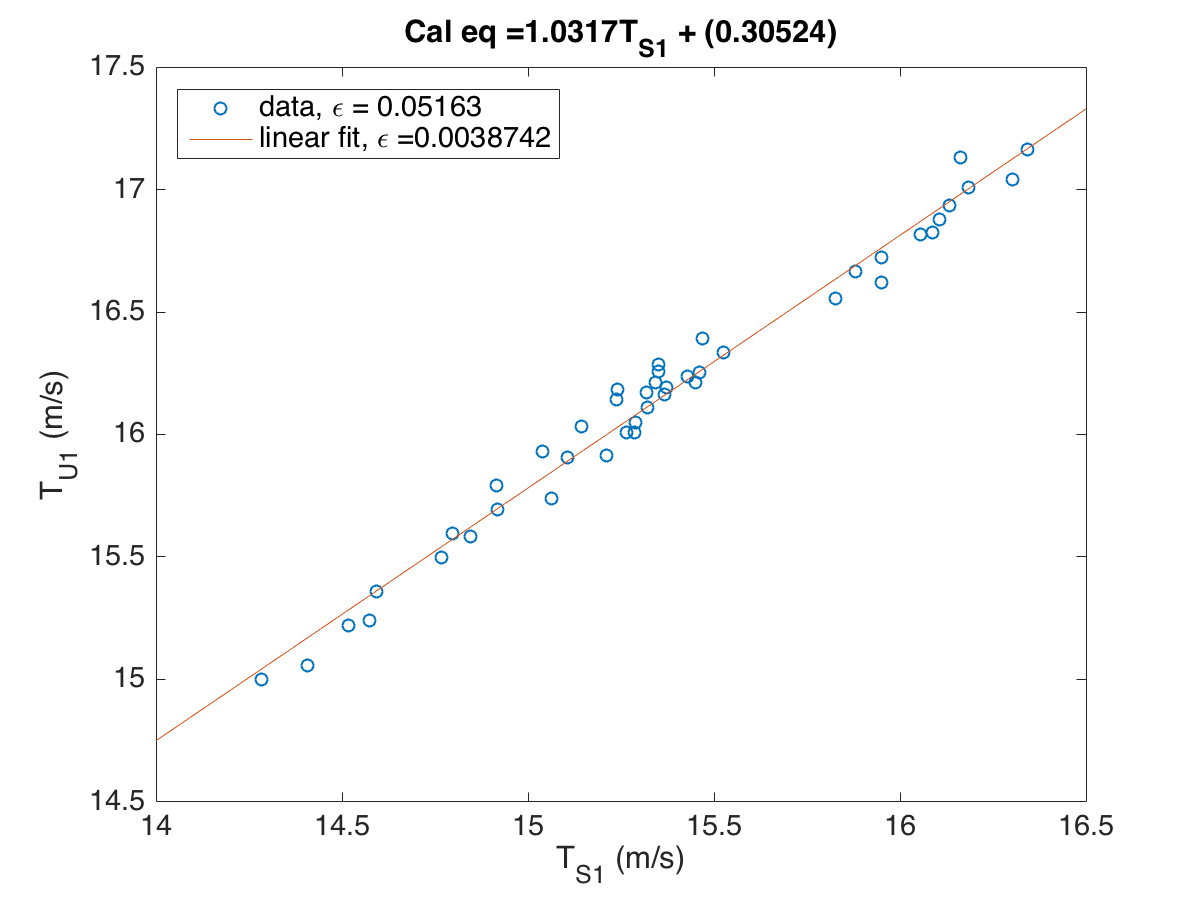 Cal eq =1.0317T_S1 + (0.30524)
17.5
data, ϵ = 0.05163
linear fit, ϵ =0.0038742
17
16.5
16
15.5
15
14.5
T_U1 (m/s)
14 14.5 15 15.5 16 16.5
T_S1 (m/s)